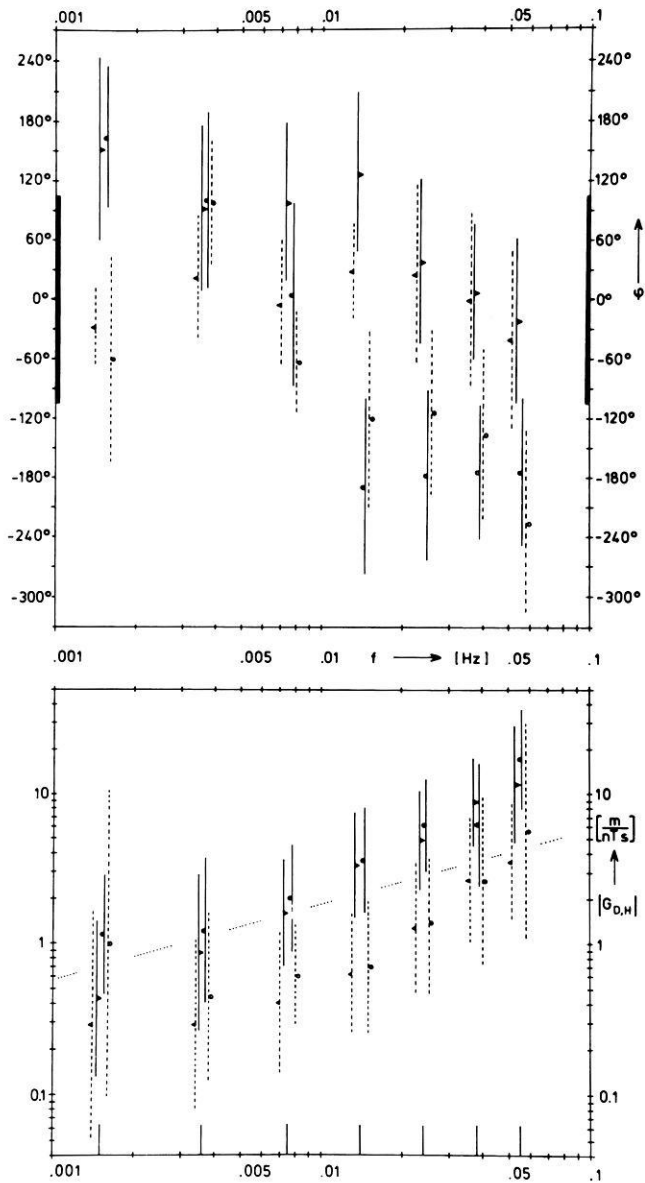 .001 .005 .01 .05 .1
240° 240°
180° 180°
120° 120°
60° 60°
0° 0°
-60° -60°
-120° -120°
-180° -180°
-240° -240°
-300° -300°
φ
.001 .005 .01 f [Hz] .05 .1
10 10
1 1
0.1 0.1
[m/nT s]
|G_D,H|
.001 .005 .01 .05 .1